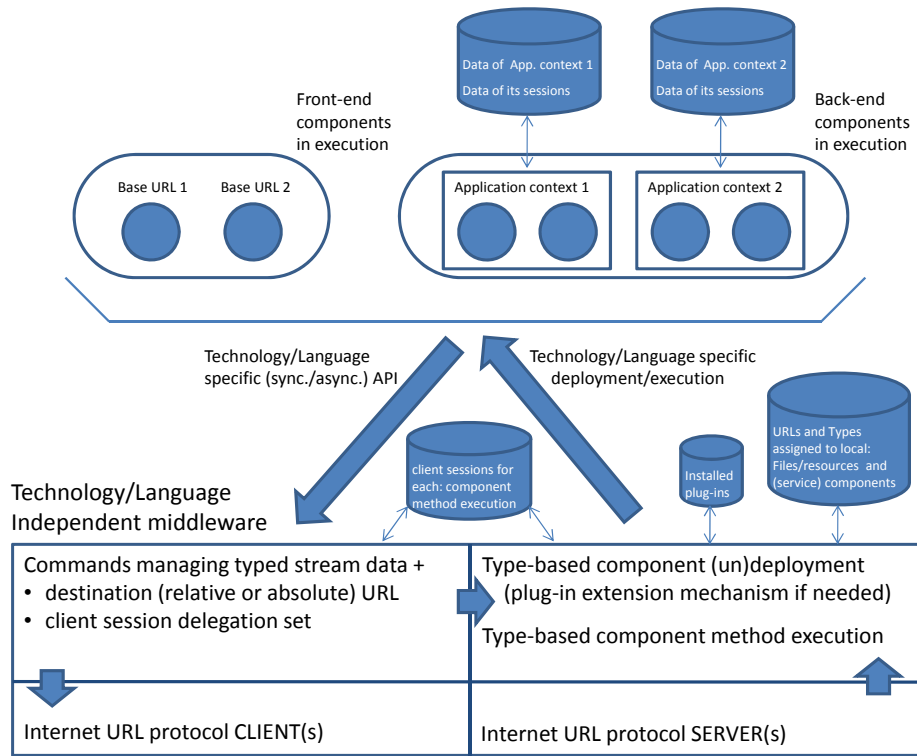 Data of App. context 1
Data of its sessions
Data of App. context 2
Data of its sessions
Front-end
components
in execution
Back-end
components
in execution
Base URL 1
Base URL 2
Application context 1
Application context 2
Technology/Language
specific (sync./async.) API
Technology/Language specific
deployment/execution
client sessions for
each: component
method execution
Installed
plug-ins
URLs and Types
assigned to local:
Files/resources and
(service) components
Technology/Language
Independent middleware
Commands managing typed stream data +
• destination (relative or absolute) URL
• client session delegation set
Type-based component (un)deployment
(plug-in extension mechanism if needed)
Type-based component method execution
Internet URL protocol CLIENT(s)
Internet URL protocol SERVER(s)